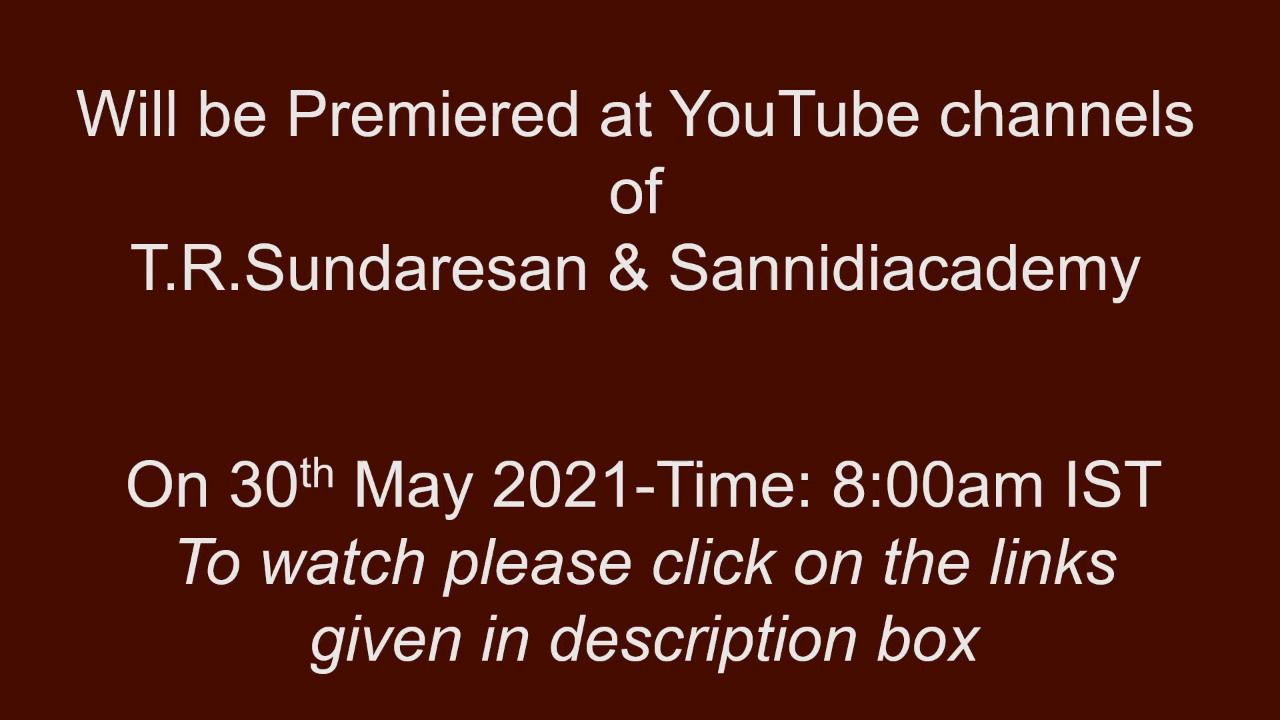 Will be Premiered at YouTube channels
of
T.R.Sundaresan & Sannidiacademy
On 30th May 2021-Time: 8:00am IST
To watch please click on the links
given in description box